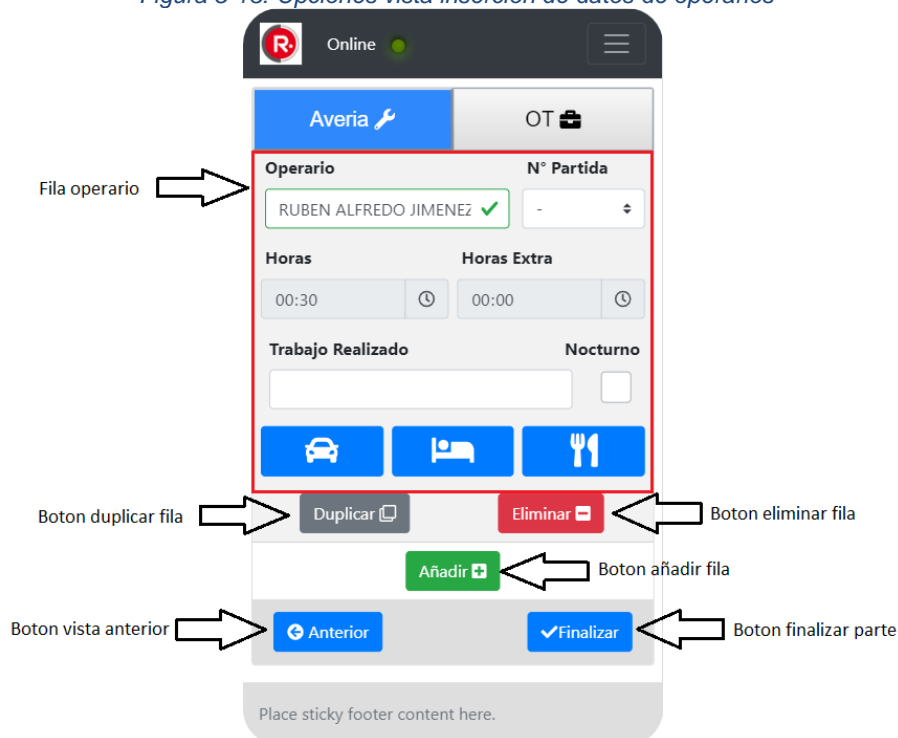 Figura 3-18. Opciones vista inserción de datos de operarios
R.
Online
Averia
OT
Operario
N° Partida
Fila operario
RUBEN ALFREDO JIMENEZ
-
Horas
Horas Extra
00:30
00:00
Trabajo Realizado
Nocturno
Boton duplicar fila
Duplicar
Eliminar
Boton eliminar fila
Añadir
Boton añadir fila
Boton vista anterior
Anterior
Finalizar
Boton finalizar parte
Place sticky footer content here.